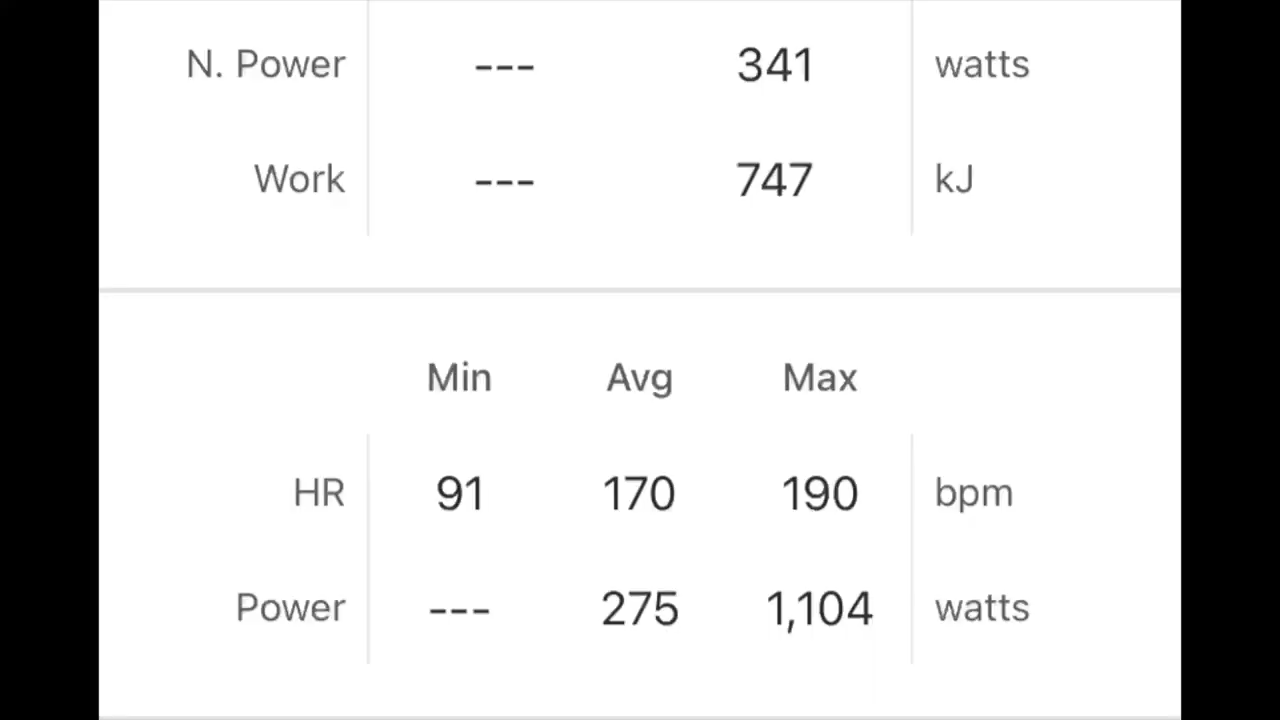 N. Power --- 341 watts
Work --- 747 kJ
Min Avg Max
HR 91 170 190 bpm
Power --- 275 1,104 watts